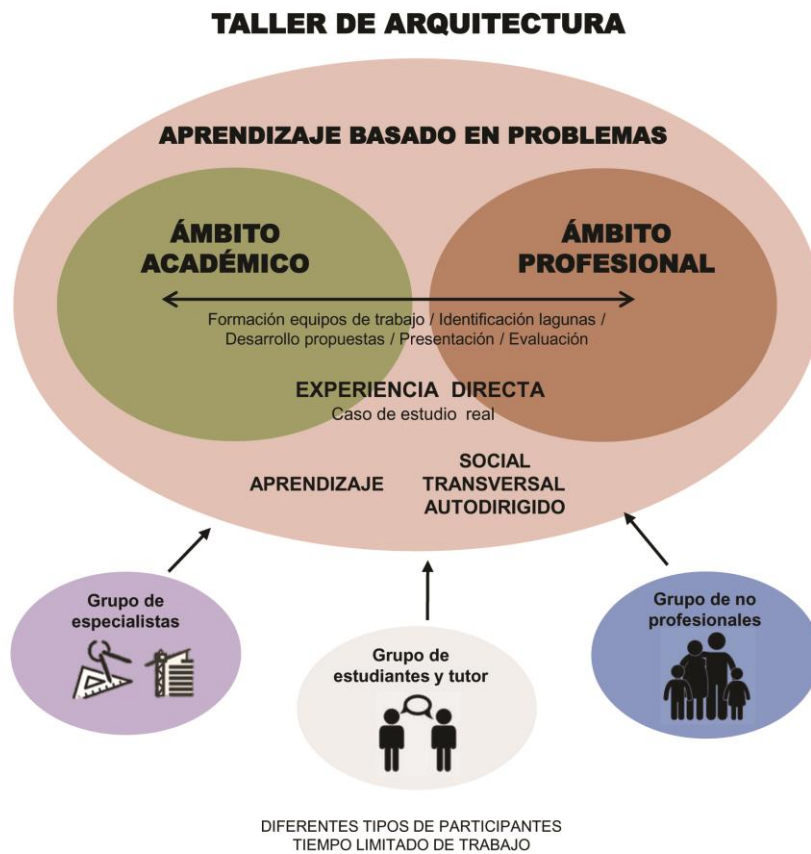 TALLER DE ARQUITECTURA
APRENDIZAJE BASADO EN PROBLEMAS
ÁMBITO
ACADÉMICO
ÁMBITO
PROFESIONAL
Formación equipos de trabajo / Identificación lagunas /
Desarrollo propuestas / Presentación / Evaluación
EXPERIENCIA DIRECTA
Caso de estudio real
APRENDIZAJE
SOCIAL
TRANSVERSAL
AUTODIRIGIDO
Grupo de
especialistas
Grupo de
estudiantes y tutor
Grupo de no
profesionales
DIFERENTES TIPOS DE PARTICIPANTES
TIEMPO LIMITADO DE TRABAJO